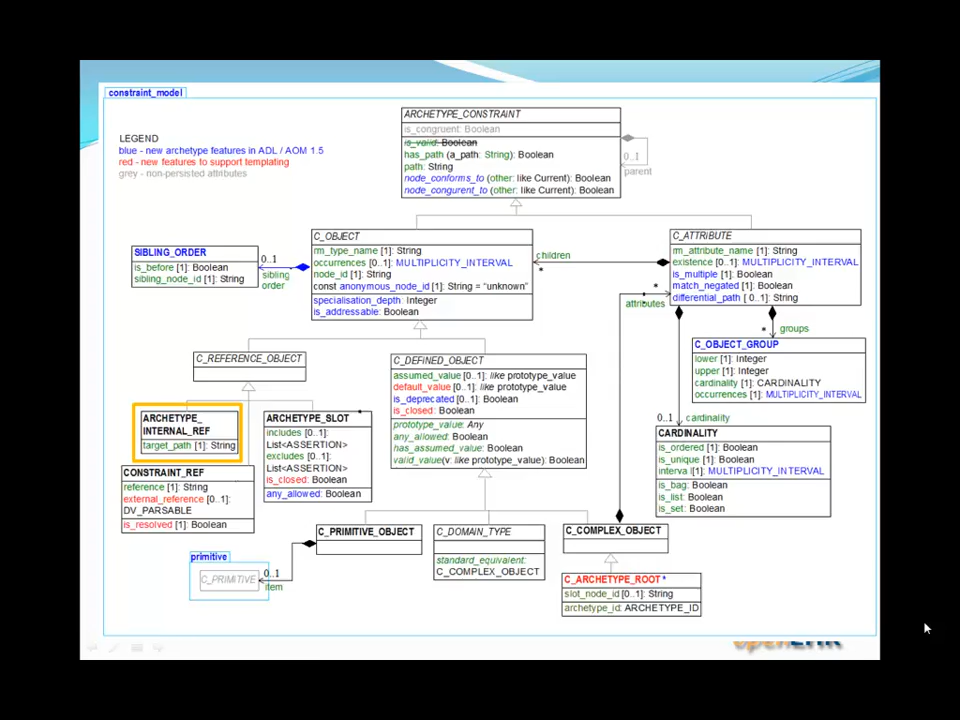 constraint_model
LEGEND
blue - new archetype features in ADL / AOM 1.5
red - new features to support templating
grey - non-persisted attributes
ARCHETYPE_CONSTRAINT
is_congruent: Boolean
is_valid: Boolean
has_path (a_path: String): Boolean
path: String
node_conforms_to (other: like Current): Boolean
node_congurent_to (other: like Current): Boolean
0..1
parent
SIBLING_ORDER
is_before [1]: Boolean
sibling_node_id [1]: String
0..1
sibling
order
C_OBJECT
rm_type_name [1]: String
occurrences [0..1]: MULTIPLICITY_INTERVAL
node_id [1]: String
const anonymous_node_id [1]: String = "unknown"
specialisation_depth: Integer
is_addressable: Boolean
children
*
C_ATTRIBUTE
rm_attribute_name [1]: String
existence [0..1]: MULTIPLICITY_INTERVAL
is_multiple [1]: Boolean
match_negated [1]: Boolean
differential_path [ 0..1]: String
*
attributes
* groups
C_OBJECT_GROUP
lower [1]: Integer
upper [1]: Integer
cardinality [1]: CARDINALITY
occurrences [1]: MULTIPLICITY_INTERVAL
0..1 cardinality
CARDINALITY
is_ordered [1]: Boolean
is_unique [1]: Boolean
interval[1]: MULTIPLICITY_INTERVAL
is_bag: Boolean
is_list: Boolean
is_set: Boolean
C_REFERENCE_OBJECT
C_DEFINED_OBJECT
assumed_value [0..1]: like prototype_value
default_value [0..1]: like prototype_value
is_deprecated [0..1]: Boolean
is_closed: Boolean
prototype_value: Any
any_allowed: Boolean
has_assumed_value: Boolean
valid_value(v: like prototype_value): Boolean
ARCHETYPE_
INTERNAL_REF
target_path [1]: String
ARCHETYPE_SLOT
includes [0..1]:
List<ASSERTION>
excludes [0..1]:
List<ASSERTION>
is_closed: Boolean
any_allowed: Boolean
CONSTRAINT_REF
reference [1]: String
external_reference [0..1]:
DV_PARSABLE
is_resolved [1]: Boolean
C_PRIMITIVE_OBJECT
C_DOMAIN_TYPE
standard_equivalent:
C_COMPLEX_OBJECT
C_COMPLEX_OBJECT
primitive
C_PRIMITIVE
0..1
item
C_ARCHETYPE_ROOT *
slot_node_id [0..1]: String
archetype_id: ARCHETYPE_ID